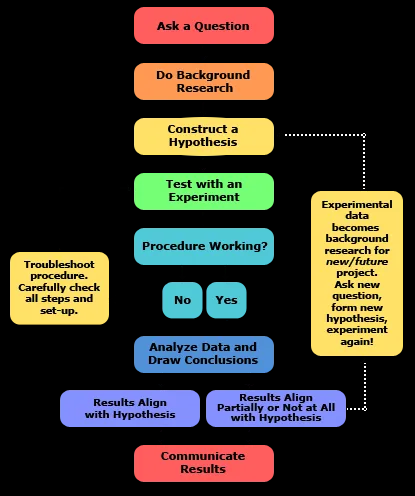 Ask a Question
Do Background
Research
Construct a
Hypothesis
Test with an
Experiment
Procedure Working?
Troubleshoot
procedure.
Carefully check
all steps and
set-up.
No
Yes
Experimental
data
becomes
background
research for
new/future
project.
Ask new
question,
form new
hypothesis,
experiment
again!
Analyze Data and
Draw Conclusions
Results Align
with Hypothesis
Results Align
Partially or Not at All
with Hypothesis
Communicate
Results